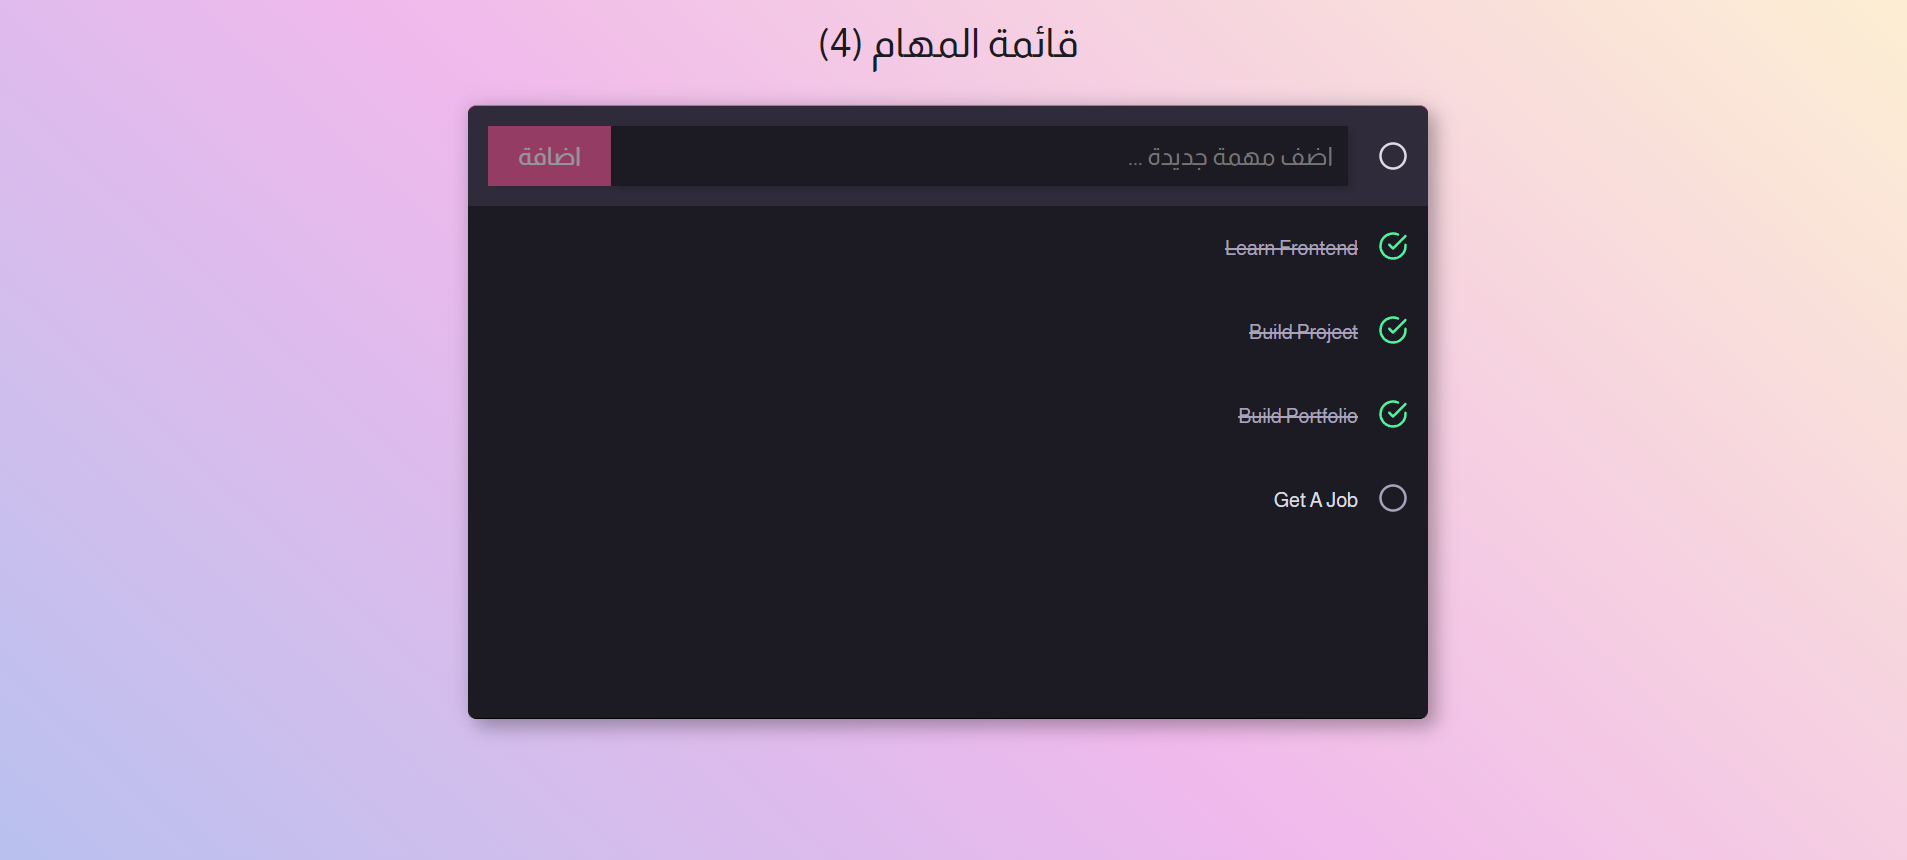 قائمة المهام (4)
اضف مهمة جديدة ...
اضافة
Learn Frontend
Build Project
Build Portfolio
Get A Job